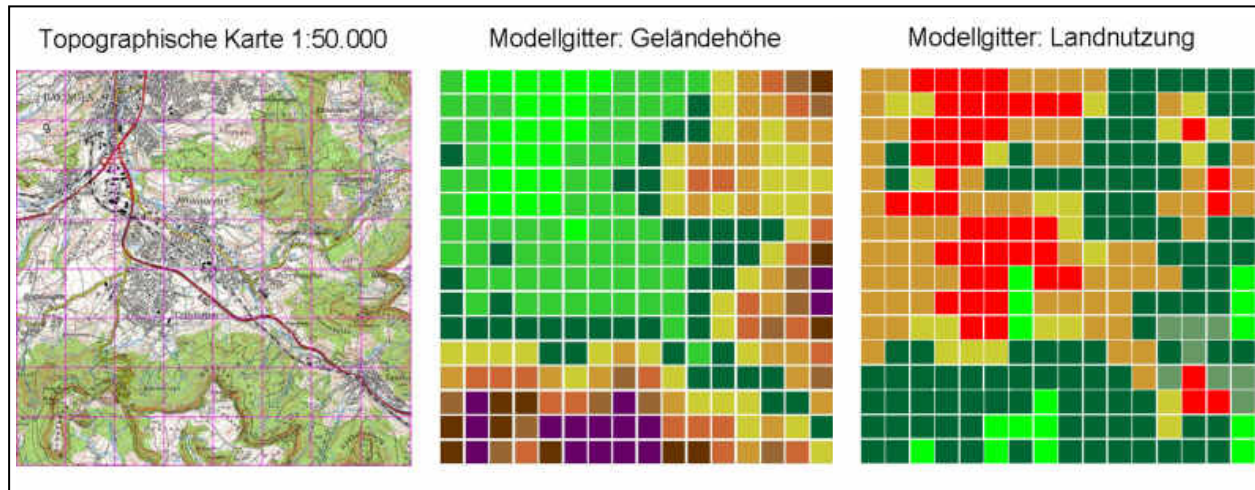 Topographische Karte 1:50.000
Modellgitter: Geländehöhe
Modellgitter: Landnutzung